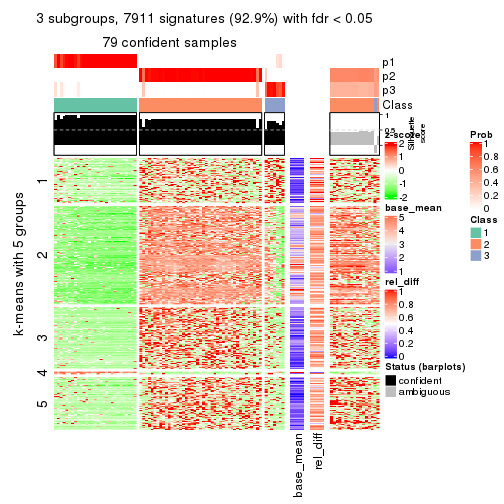 3 subgroups, 7911 signatures (92.9%) with fdr < 0.05
79 confident samples
p1
p2
p3
Class
1
0.5
Silhouette
score
k-means with 5 groups
1
2
3
4
5
base_mean
rel_diff
z-score
2
1
0
-1
-2
base_mean
5
4
3
2
1
rel_diff
1
0.8
0.6
0.4
0.2
0
Status (barplots)
confident
ambiguous
Prob
1
0.8
0.6
0.4
0.2
0
Class
1
2
3